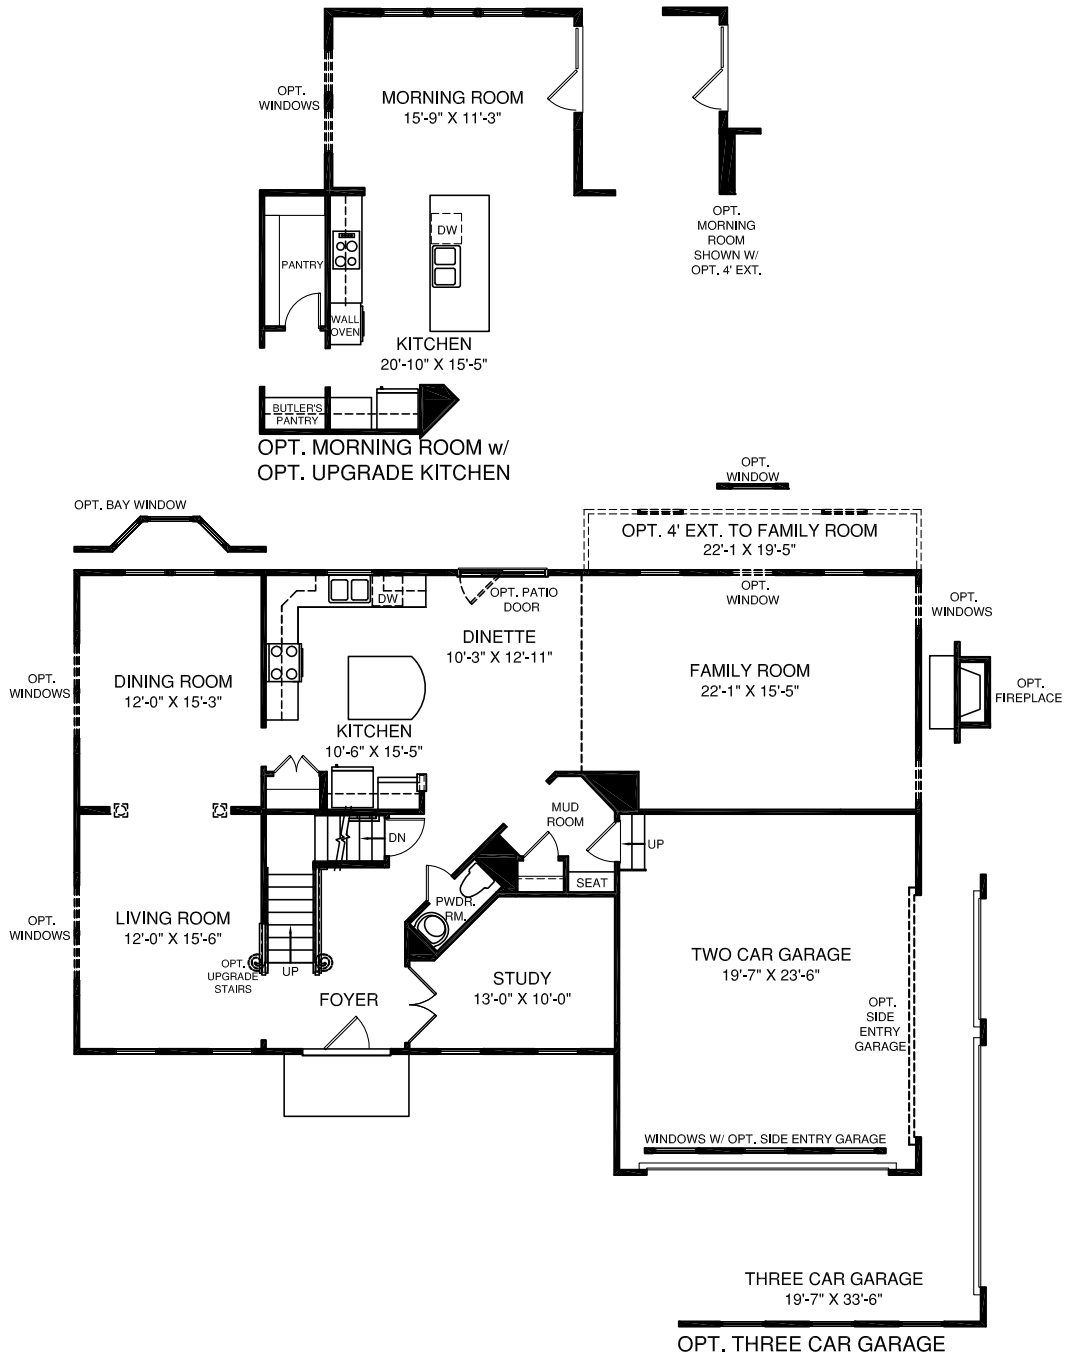 OPT.
WINDOWS
MORNING ROOM
15'-9" X 11'-3"
OPT.
MORNING
ROOM
SHOWN W/
OPT. 4' EXT.
DW
PANTRY
WALL
OVEN
KITCHEN
20'-10" X 15'-5"
BUTLER'S
PANTRY
OPT. MORNING ROOM w/
OPT. UPGRADE KITCHEN
OPT.
WINDOW
OPT. BAY WINDOW
OPT. 4' EXT. TO FAMILY ROOM
22'-1 X 19'-5"
OPT. PATIO
DOOR
OPT.
WINDOW
OPT.
WINDOWS
DW
DINETTE
10'-3" X 12'-11"
FAMILY ROOM
22'-1" X 15'-5"
OPT.
FIREPLACE
OPT.
WINDOWS
DINING ROOM
12'-0" X 15'-3"
KITCHEN
10'-6" X 15'-5"
MUD
ROOM
DN
UP
SEAT
PWDR.
RM.
OPT.
WINDOWS
LIVING ROOM
12'-0" X 15'-6"
OPT.
UPGRADE
STAIRS
UP
FOYER
STUDY
13'-0" X 10'-0"
TWO CAR GARAGE
19'-7" X 23'-6"
OPT.
SIDE
ENTRY
GARAGE
WINDOWS W/ OPT. SIDE ENTRY GARAGE
THREE CAR GARAGE
19'-7" X 33'-6"
OPT. THREE CAR GARAGE